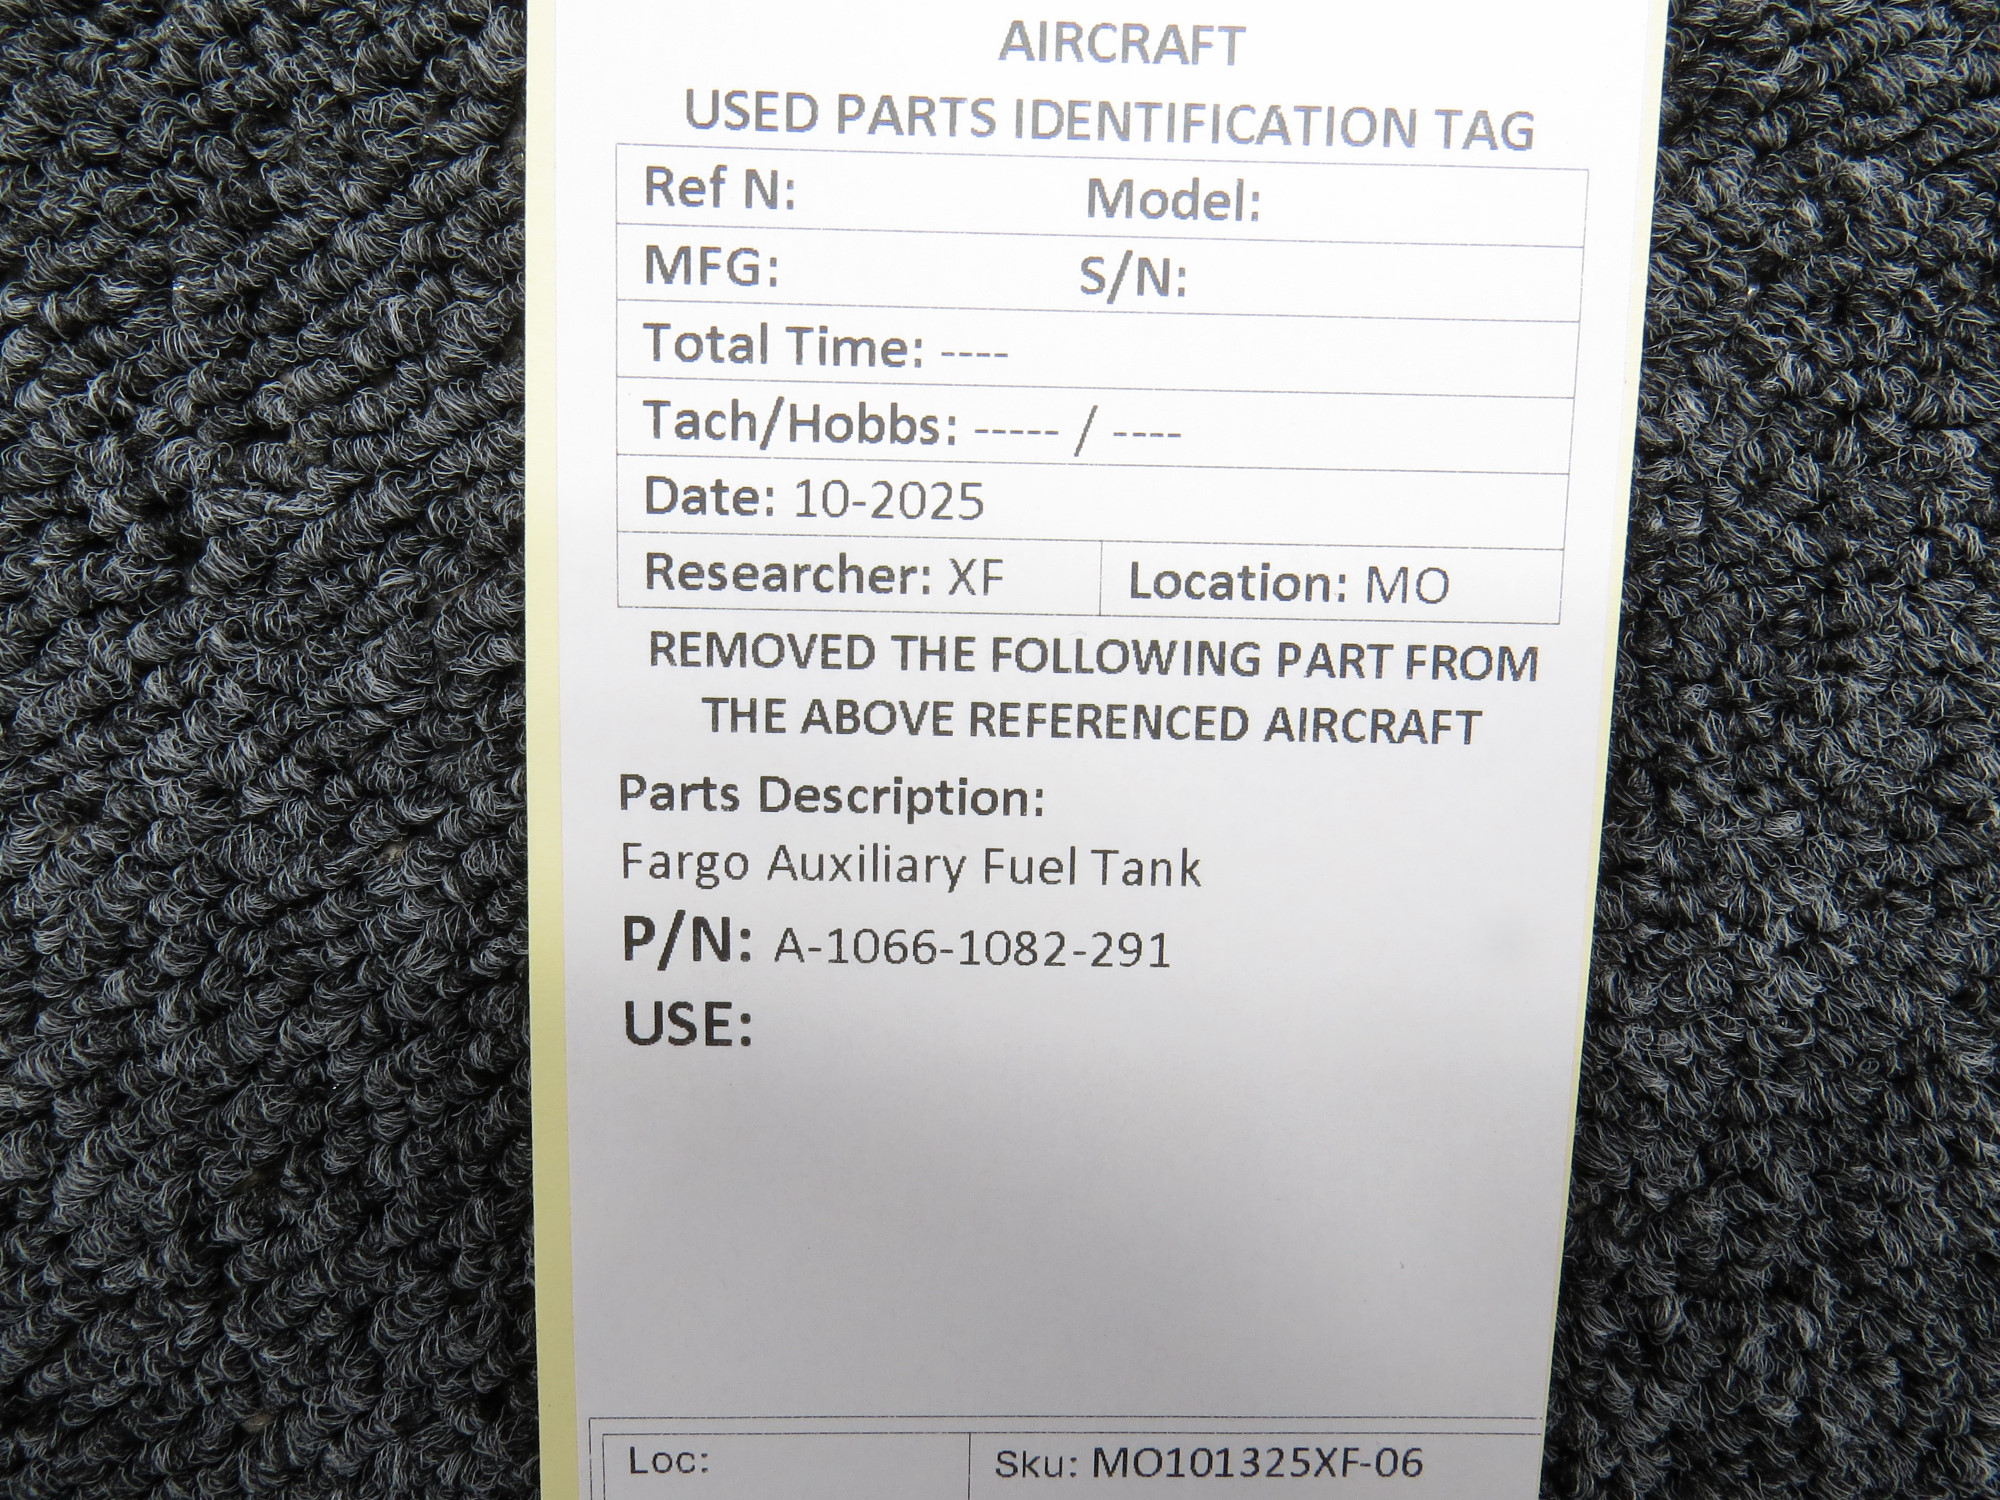 AIRCRAFT
USED PARTS IDENTIFICATION TAG
Ref N: Model:
MFG: S/N:
Total Time: ----
Tach/Hobbs: ----- / ----
Date: 10-2025
Researcher: XF Location: MO
REMOVED THE FOLLOWING PART FROM
THE ABOVE REFERENCED AIRCRAFT
Parts Description:
Fargo Auxiliary Fuel Tank
P/N: A-1066-1082-291
USE:
Loc: Sku: MO101325XF-06